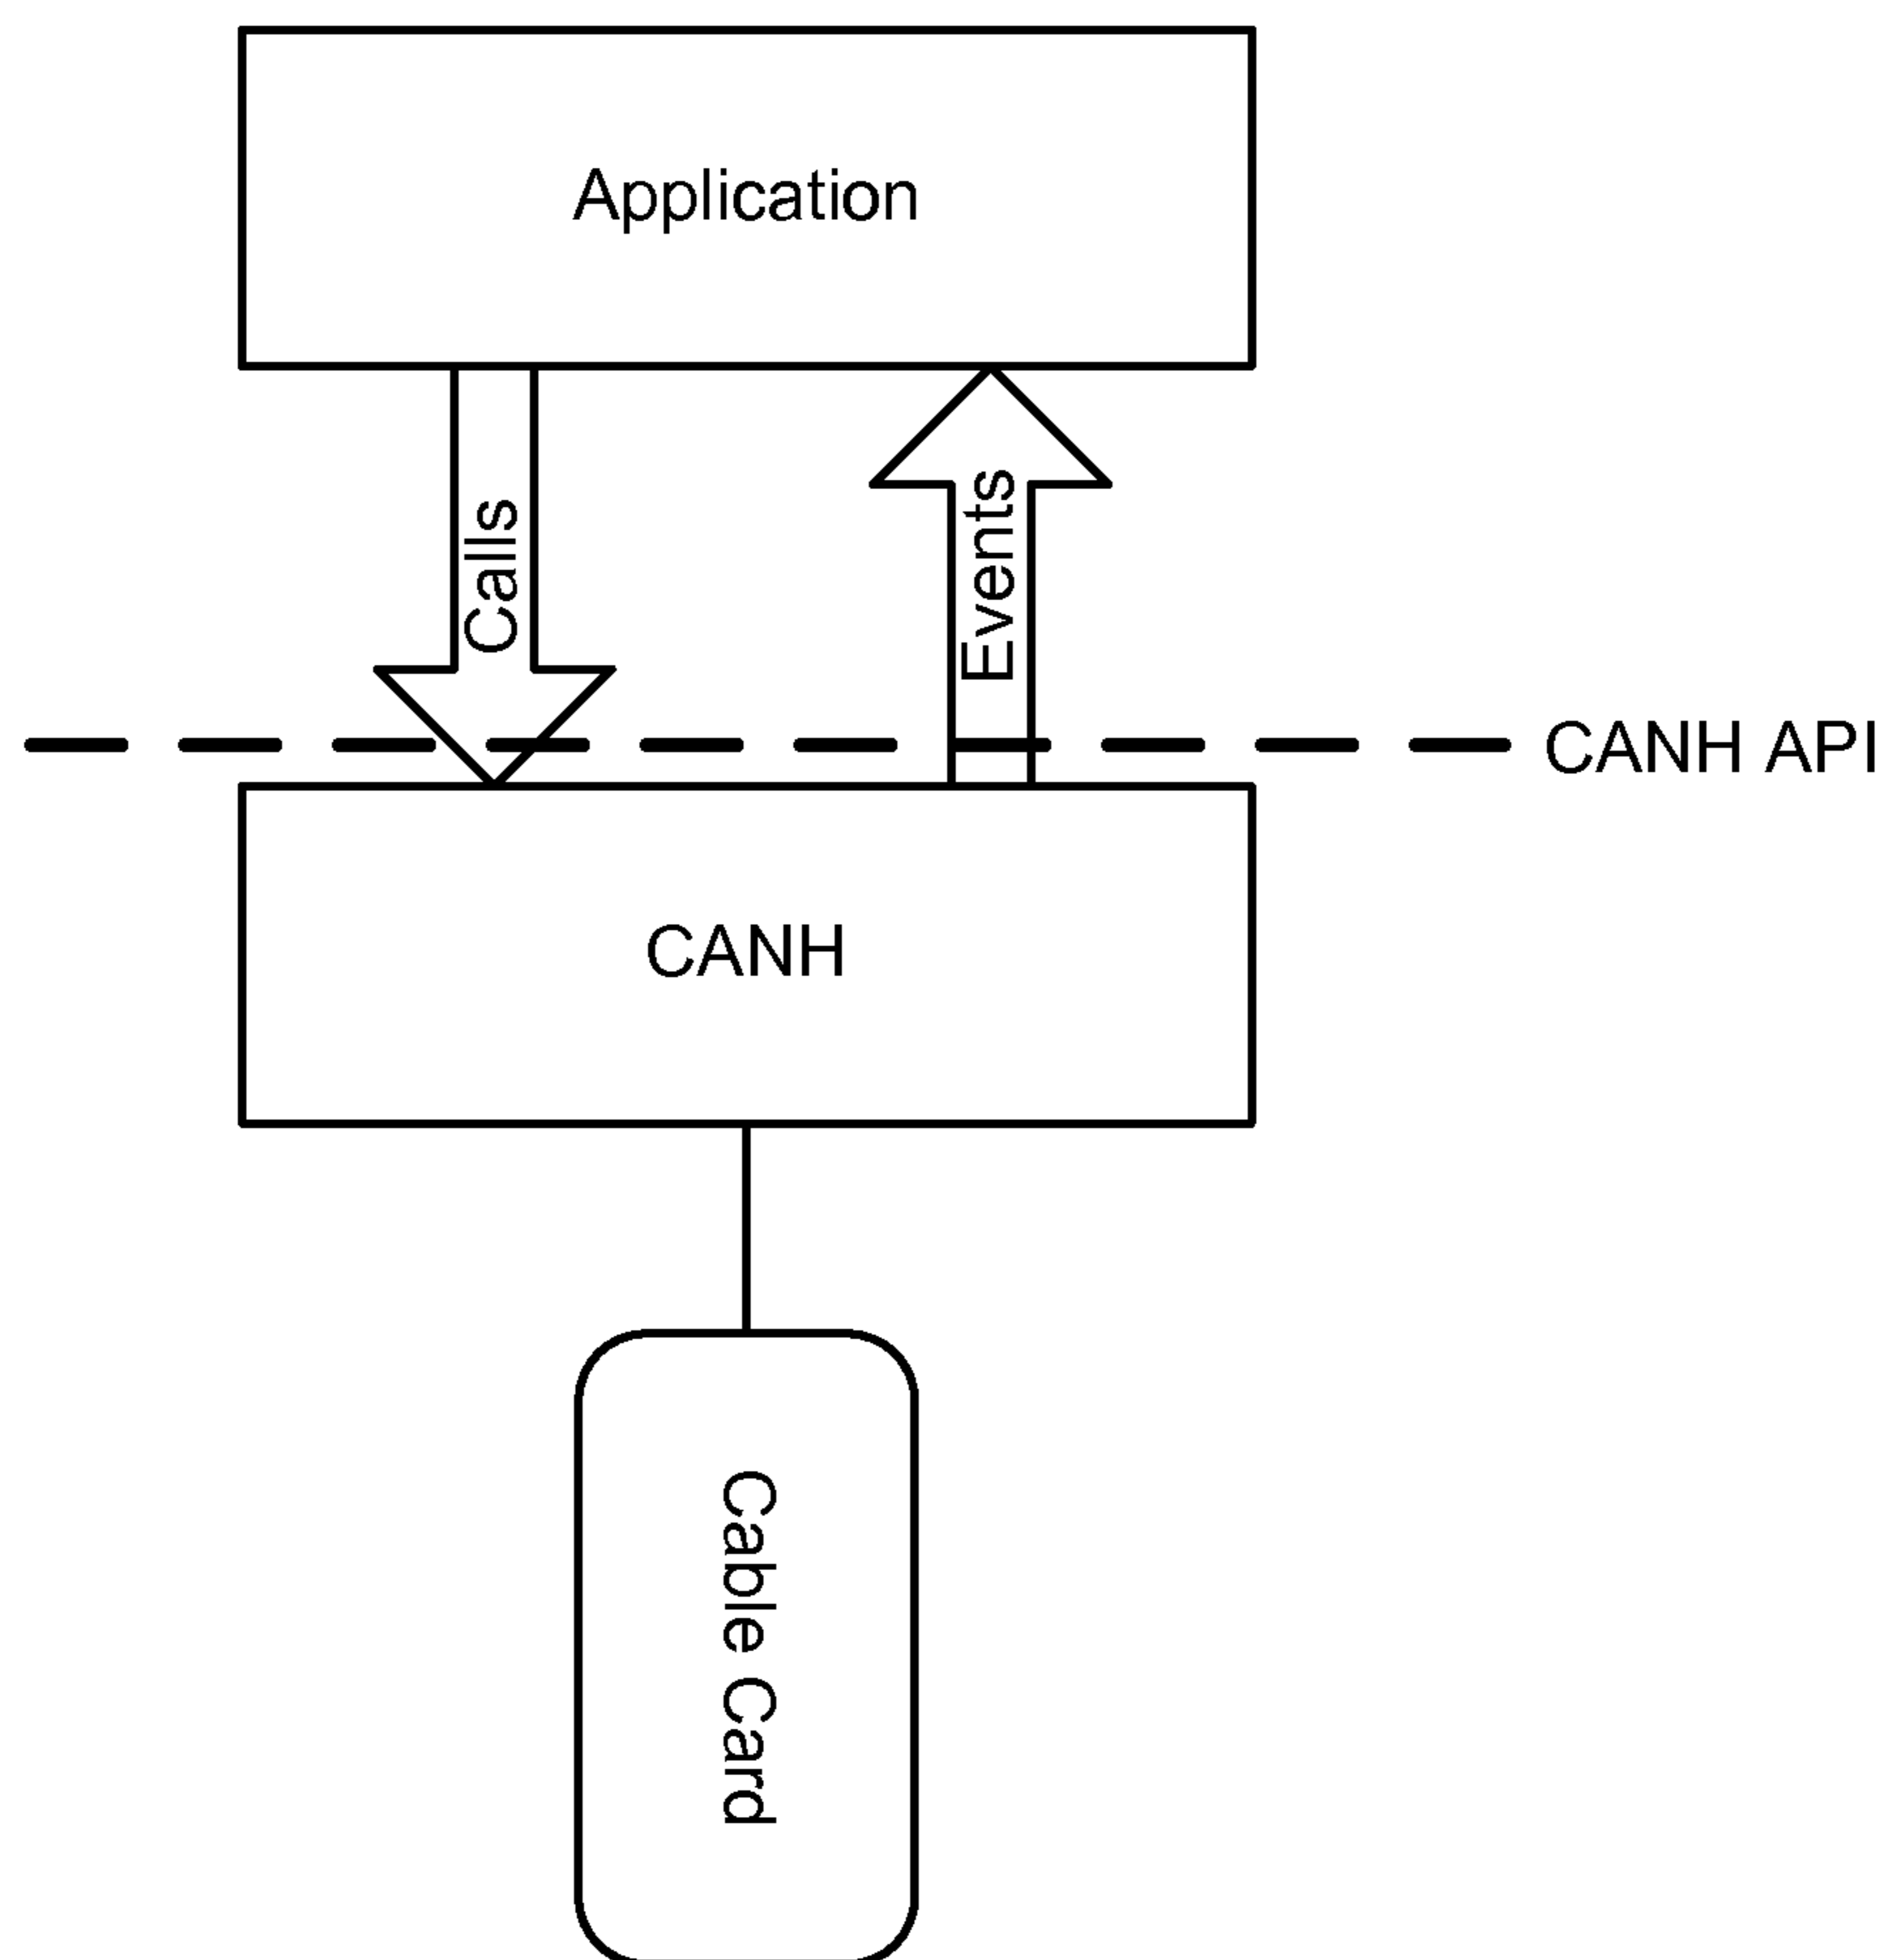 Application
Calls
Events
CANH API
CANH
Cable Card